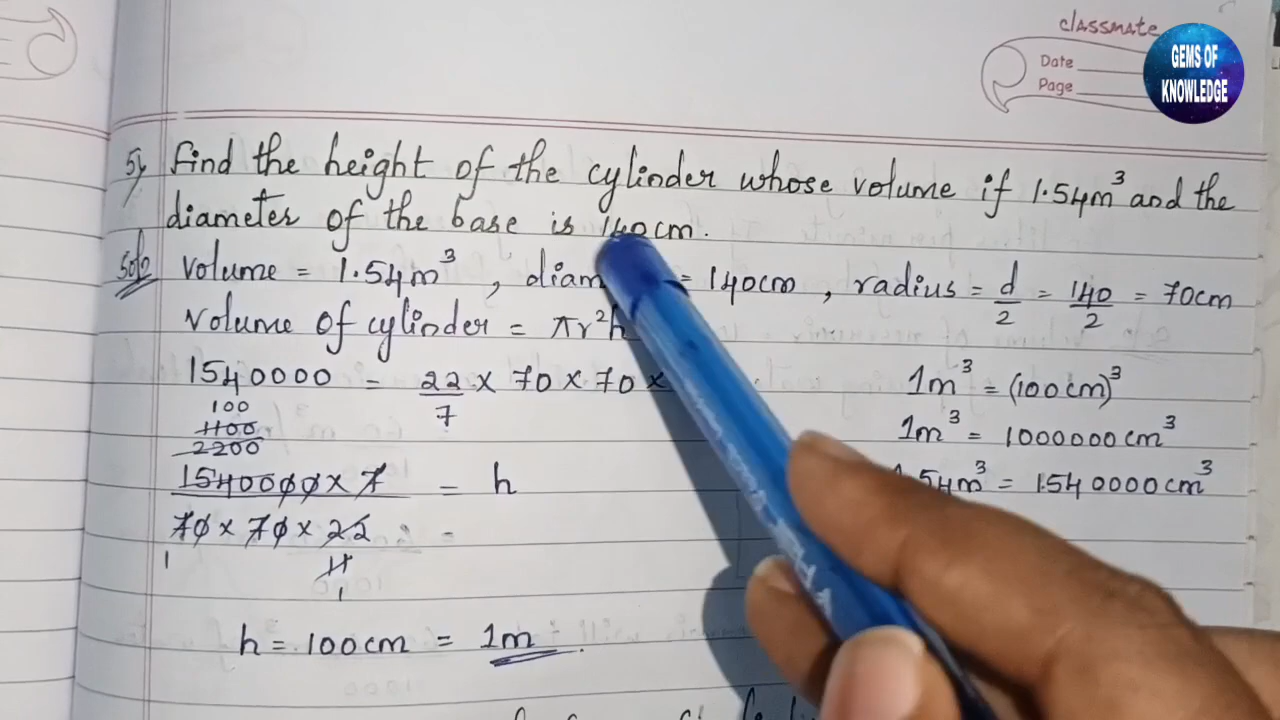 classmate
Date
Page
GEMS OF
KNOWLEDGE
5) Find the height of the cylinder whose volume if 1.54m³ and the
diameter of the base is 140cm.
Soln volume = 1.54m³, = 140cm, radius = d/2 = 140/2 = 70cm
Volume of cylinder = πr²h
1540000 = 22/7 × 70 × 70 ×
1m³ = (100cm)³
100
1100
2200
1m³ = 1000000cm³
1540000 × 7 = h
54m³ = 1540000cm³
70 × 70 × 22 =
1 11
1
h = 100cm = 1m